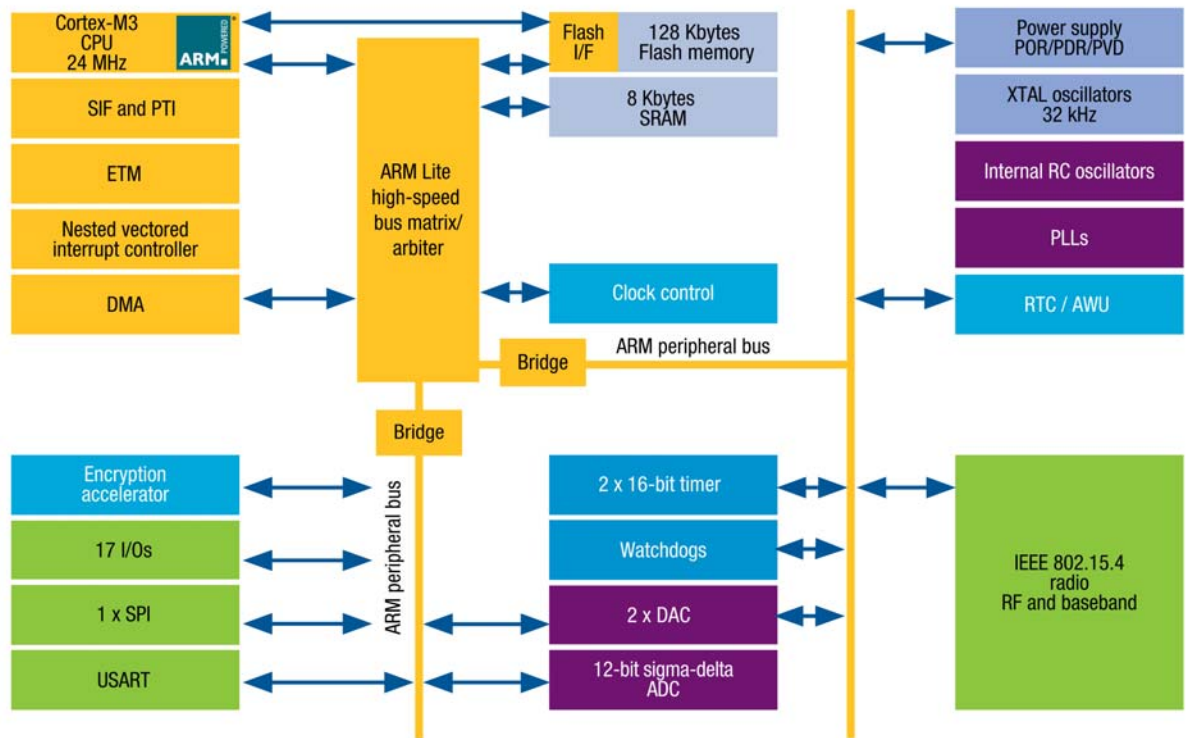 Cortex-M3
CPU
24 MHz
ARM
POWERED
Flash
I/F
128 Kbytes
Flash memory
Power supply
POR/PDR/PVD
SIF and PTI
8 Kbytes
SRAM
XTAL oscillators
32 kHz
ETM
ARM Lite
high-speed
bus matrix/
arbiter
Internal RC oscillators
Nested vectored
interrupt controller
PLLs
DMA
Clock control
RTC / AWU
Bridge
ARM peripheral bus
Bridge
ARM peripheral bus
Encryption
accelerator
2 x 16-bit timer
17 I/Os
Watchdogs
IEEE 802.15.4
radio
RF and baseband
1 x SPI
2 x DAC
USART
12-bit sigma-delta
ADC